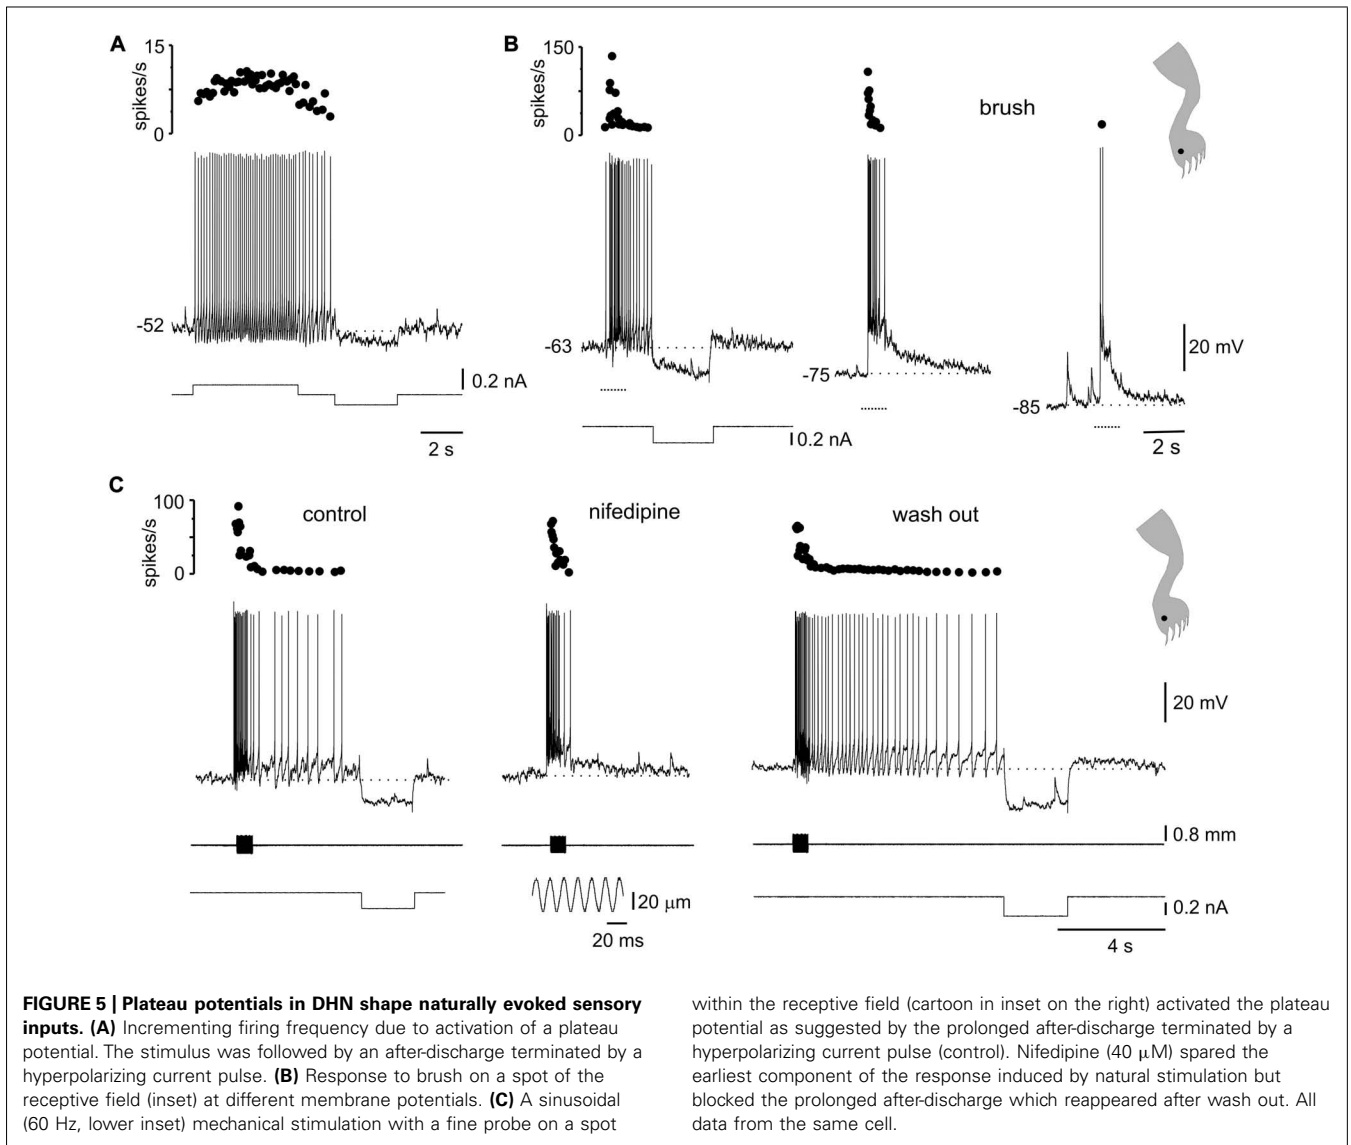 A
15
spikes/s
0
-52
0.2 nA
2 s
B
150
spikes/s
0
brush
-63
-75
-85
20 mV
0.2 nA
2 s
C
100
spikes/s
0
control
nifedipine
wash out
20 mV
0.8 mm
20 μm
20 ms
0.2 nA
4 s
FIGURE 5 | Plateau potentials in DHN shape naturally evoked sensory
inputs. (A) Incrementing firing frequency due to activation of a plateau
potential. The stimulus was followed by an after-discharge terminated by a
hyperpolarizing current pulse. (B) Response to brush on a spot of the
receptive field (inset) at different membrane potentials. (C) A sinusoidal
(60 Hz, lower inset) mechanical stimulation with a fine probe on a spot
within the receptive field (cartoon in inset on the right) activated the plateau
potential as suggested by the prolonged after-discharge terminated by a
hyperpolarizing current pulse (control). Nifedipine (40 μM) spared the
earliest component of the response induced by natural stimulation but
blocked the prolonged after-discharge which reappeared after wash out. All
data from the same cell.